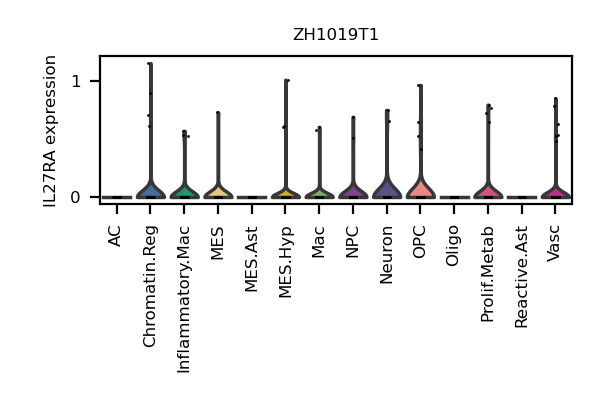 ZH1019T1
IL27RA expression
1
0
AC
Chromatin.Reg
Inflammatory.Mac
MES
MES.Ast
MES.Hyp
Mac
NPC
Neuron
OPC
Oligo
Prolif.Metab
Reactive.Ast
Vasc